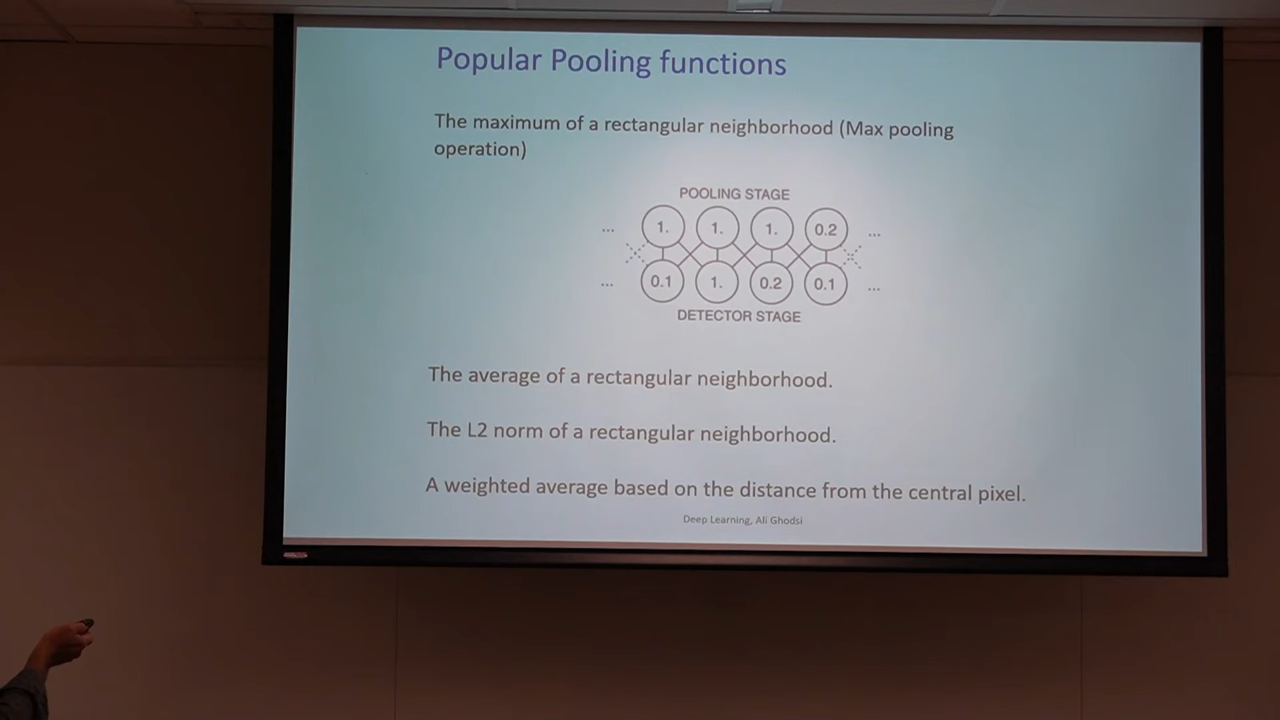 Popular Pooling functions
The maximum of a rectangular neighborhood (Max pooling
operation)
POOLING STAGE
... 1. 1. 1. 0.2 ...
... 0.1 1. 0.2 0.1 ...
DETECTOR STAGE
The average of a rectangular neighborhood.
The L2 norm of a rectangular neighborhood.
A weighted average based on the distance from the central pixel.
Deep Learning, Ali Ghodsi